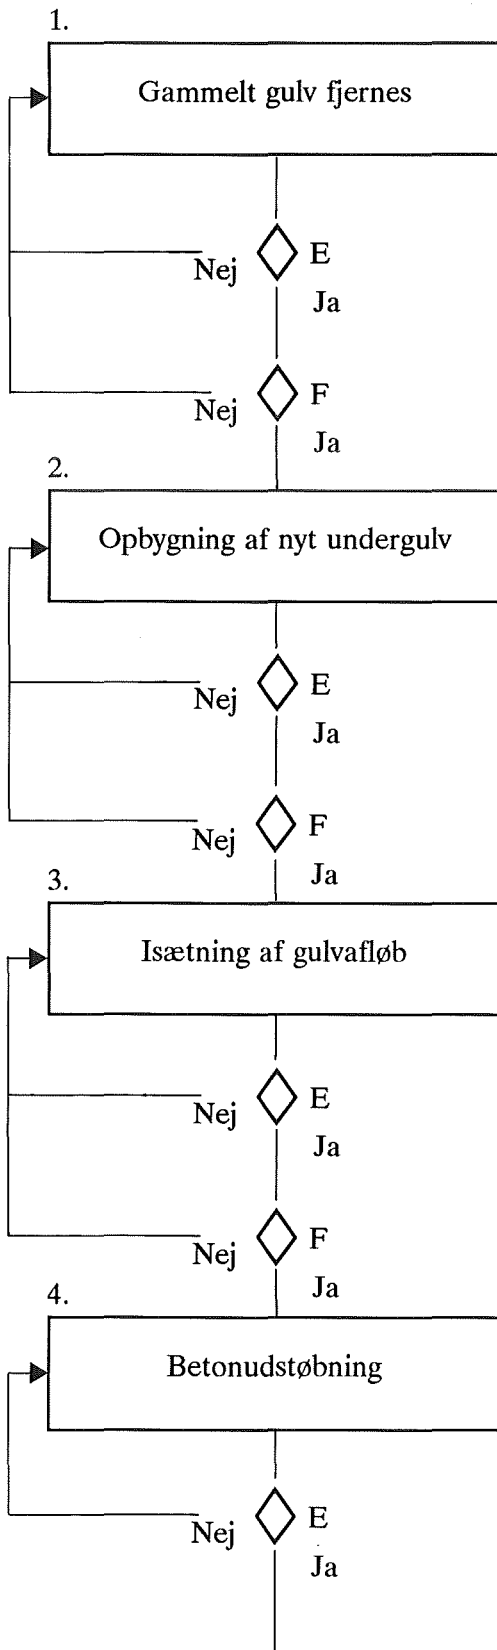 1.
Gammelt gulv fjernes
Nej E
Ja
Nej F
Ja
2.
Opbygning af nyt undergulv
Nej E
Ja
Nej F
Ja
3.
Isætning af gulvafløb
Nej E
Ja
Nej F
Ja
4.
Betonudstøbning
Nej E
Ja